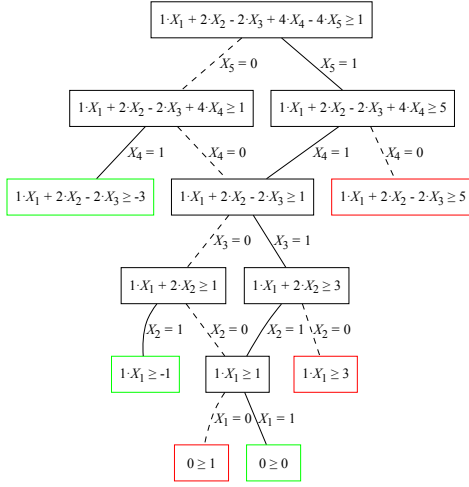 1·X₁ + 2·X₂ - 2·X₃ + 4·X₄ - 4·X₅ ≥ 1
X₅ = 0
X₅ = 1
1·X₁ + 2·X₂ - 2·X₃ + 4·X₄ ≥ 1
1·X₁ + 2·X₂ - 2·X₃ + 4·X₄ ≥ 5
X₄ = 1
X₄ = 0
X₄ = 1
X₄ = 0
1·X₁ + 2·X₂ - 2·X₃ ≥ -3
1·X₁ + 2·X₂ - 2·X₃ ≥ 1
1·X₁ + 2·X₂ - 2·X₃ ≥ 5
X₃ = 0
X₃ = 1
1·X₁ + 2·X₂ ≥ 1
1·X₁ + 2·X₂ ≥ 3
X₂ = 1
X₂ = 0
X₂ = 1
X₂ = 0
1·X₁ ≥ -1
1·X₁ ≥ 1
1·X₁ ≥ 3
X₁ = 0
X₁ = 1
0 ≥ 1
0 ≥ 0